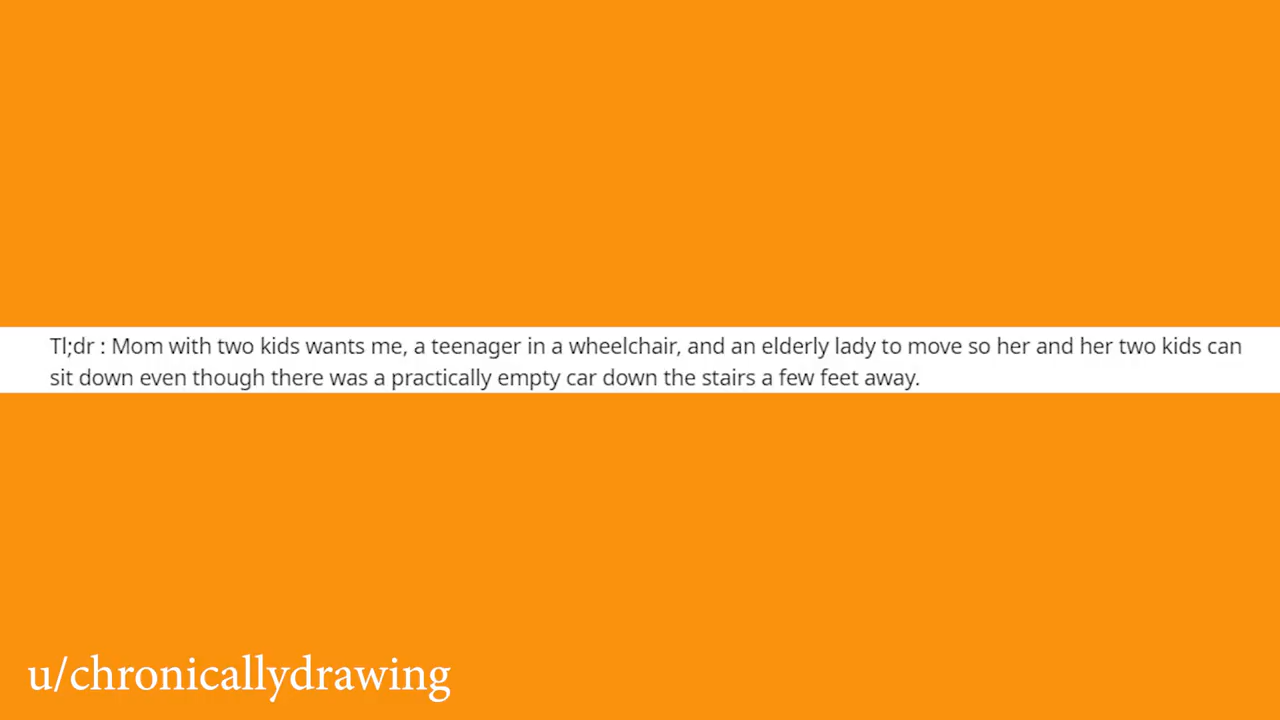 Tl;dr : Mom with two kids wants me, a teenager in a wheelchair, and an elderly lady to move so her and her two kids can
sit down even though there was a practically empty car down the stairs a few feet away.
u/chronicallydrawing